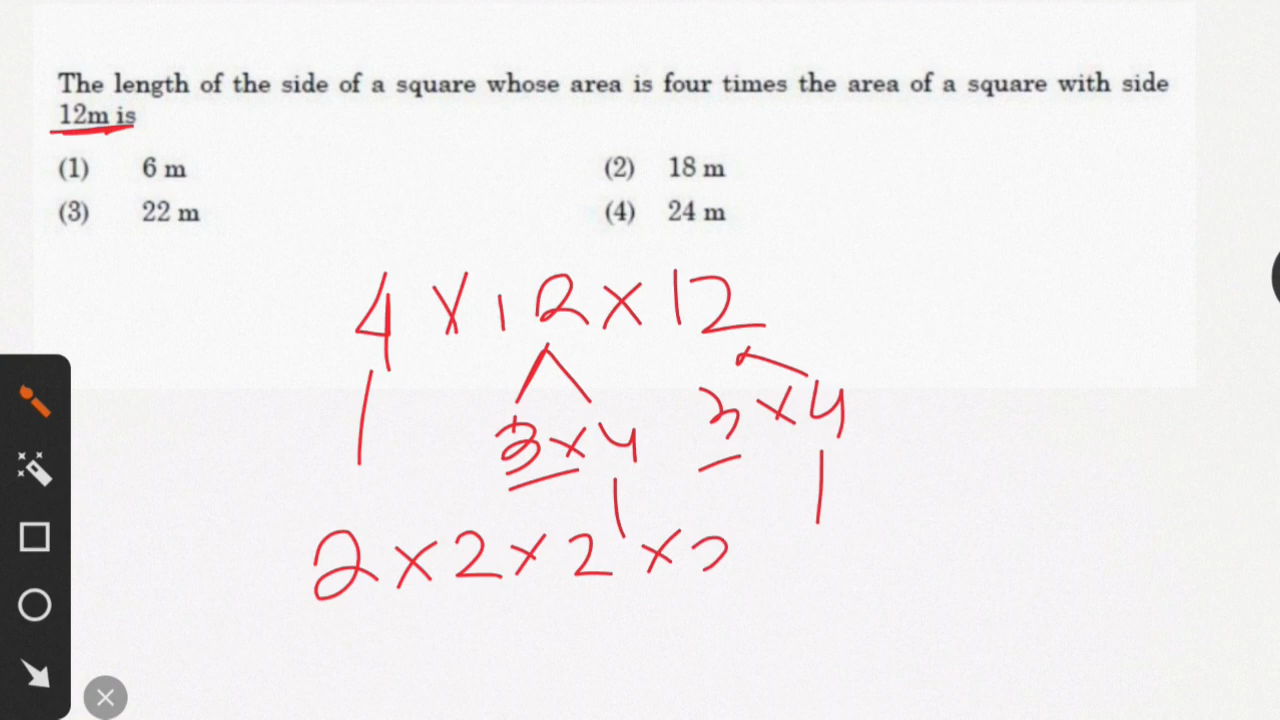 The length of the side of a square whose area is four times the area of a square with side
12m is
(1) 6 m (2) 18 m
(3) 22 m (4) 24 m
4 × 12 × 12
3 × 4 3 × 4
2 × 2 × 2 × 2